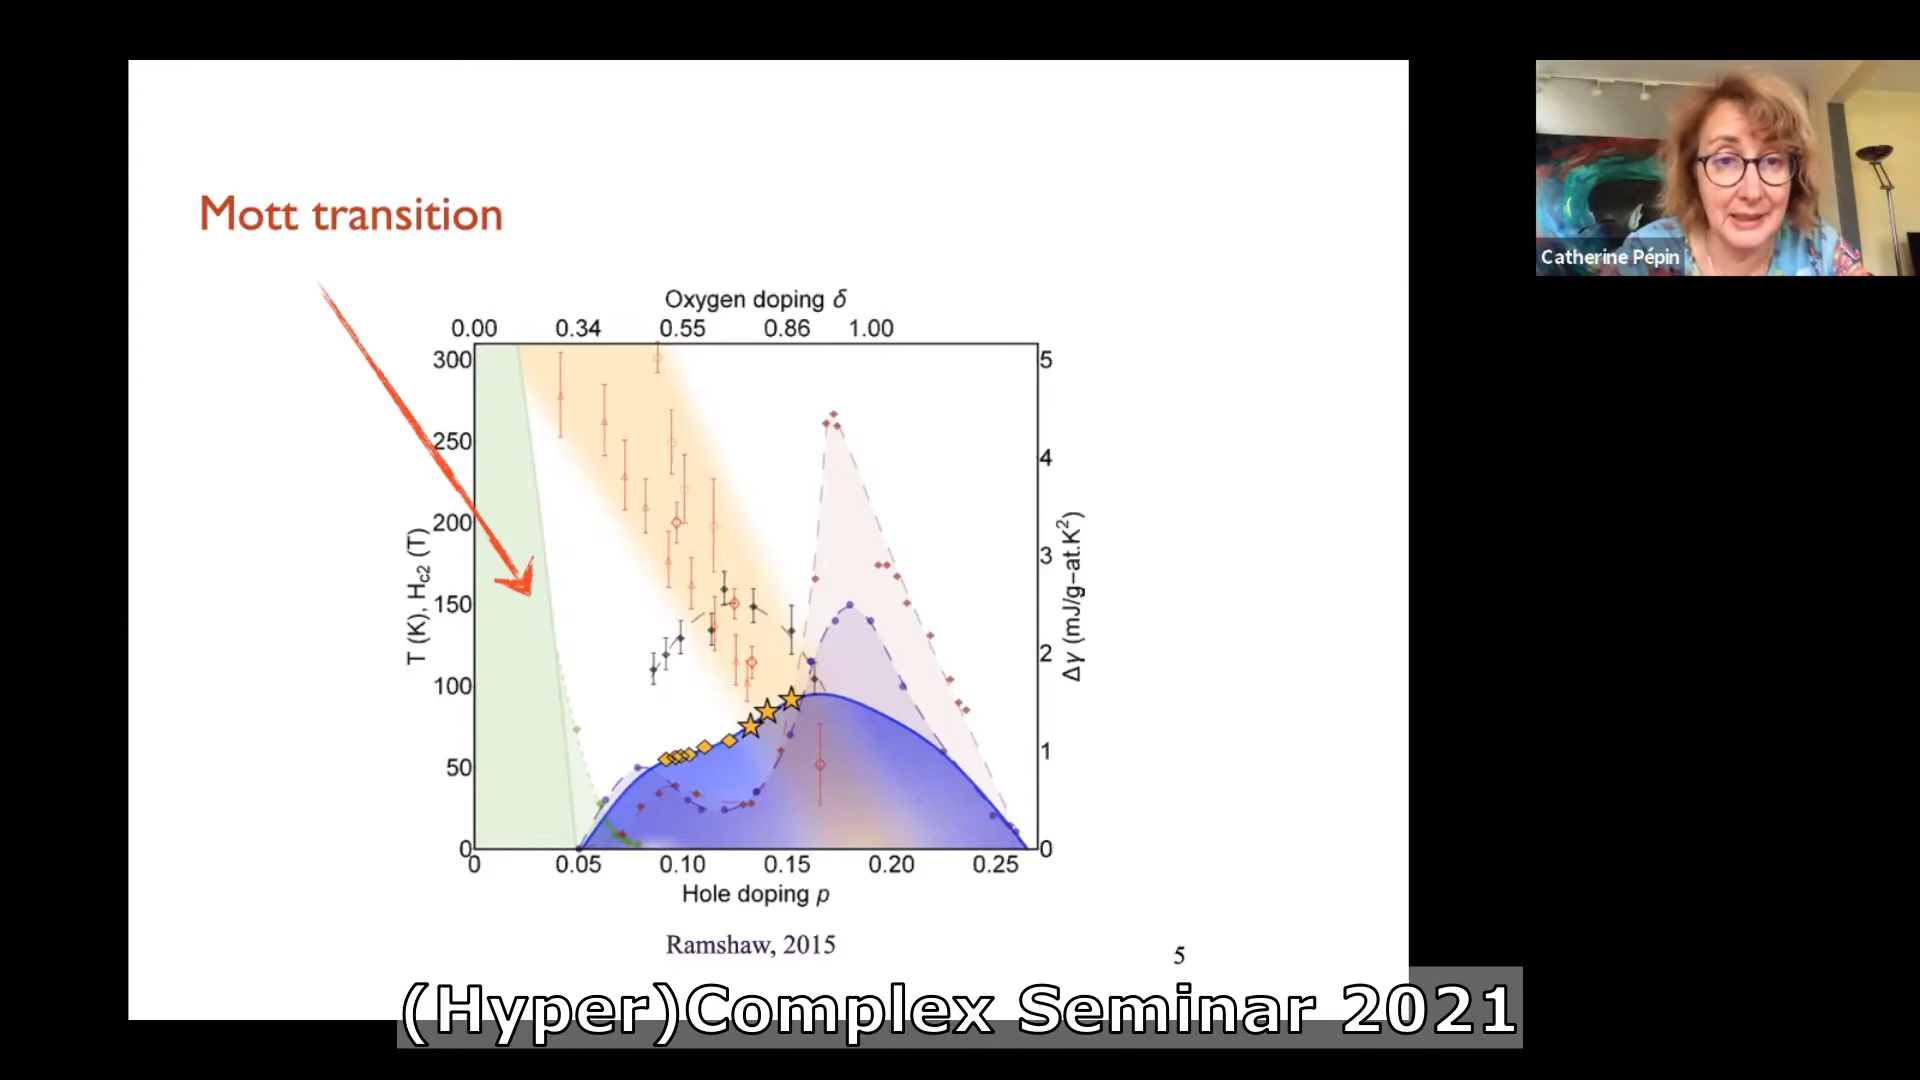 Mott transition
Catherine Pépin
Oxygen doping δ
0.00 0.34 0.55 0.86 1.00
300
250
200
150
100
50
0
T (K), Hc2 (T)
5
4
3
2
1
0
Δγ (mJ/g−at.K²)
0 0.05 0.10 0.15 0.20 0.25
Hole doping p
Ramshaw, 2015
5
(Hyper)Complex Seminar 2021